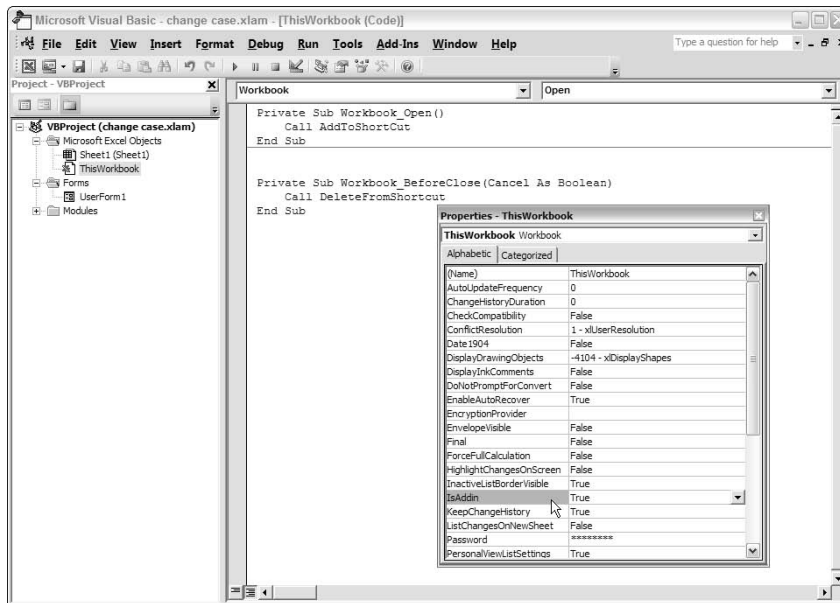 Microsoft Visual Basic - change case.xlam - [ThisWorkbook (Code)]
File Edit View Insert Format Debug Run Tools Add-Ins Window Help
Type a question for help
Project - VBProject
VBProject (change case.xlam)
Microsoft Excel Objects
Sheet1 (Sheet1)
ThisWorkbook
Forms
UserForm1
Modules
Workbook
Open
Private Sub Workbook_Open()
Call AddToShortCut
End Sub
Private Sub Workbook_BeforeClose(Cancel As Boolean)
Call DeleteFromShortcut
End Sub
Properties - ThisWorkbook
ThisWorkbook Workbook
Alphabetic Categorized
(Name) ThisWorkbook
AutoUpdateFrequency 0
ChangeHistoryDuration 0
CheckCompatibility False
ConflictResolution 1 - xlUserResolution
Date1904 False
DisplayDrawingObjects -4104 - xlDisplayShapes
DisplayInkComments False
DoNotPromptForConvert False
EnableAutoRecover True
EncryptionProvider
EnvelopeVisible False
Final False
ForceFullCalculation False
HighlightChangesOnScreen False
InactiveListBorderVisible True
IsAddin True
KeepChangeHistory True
ListChangesOnNewSheet False
Password ********
PersonalViewListSettings True